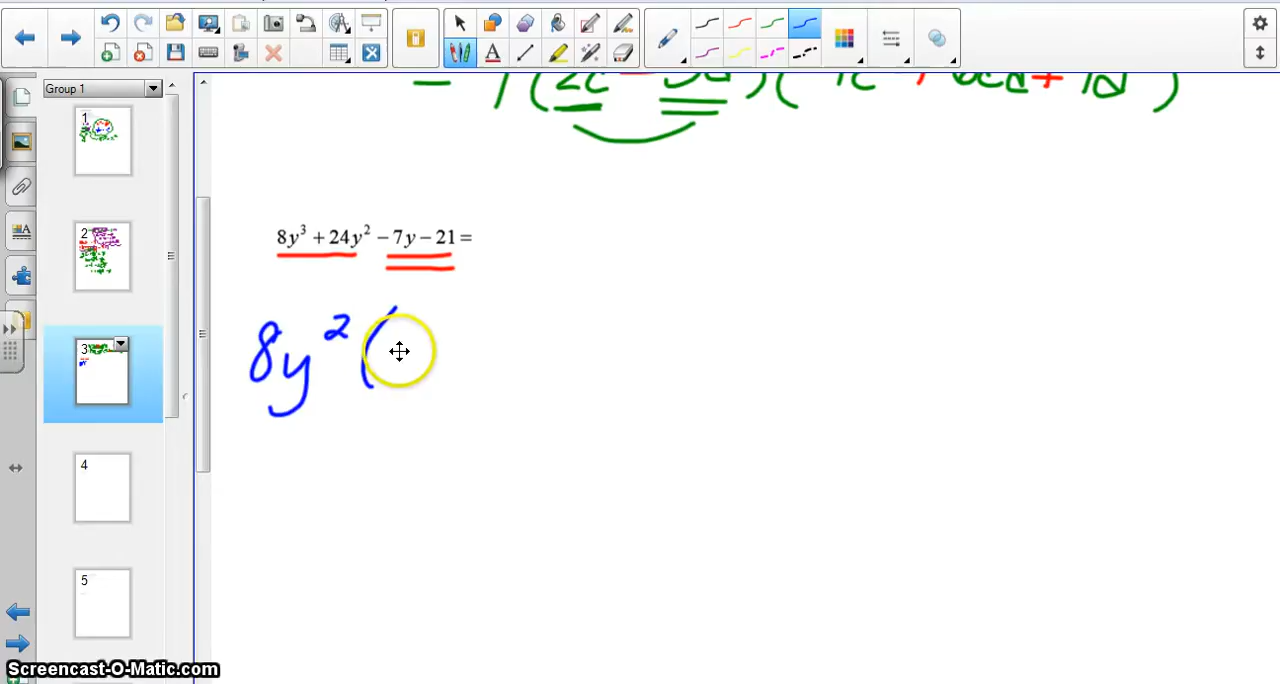 Group 1
1
2
3
4
5
8y³ + 24y² − 7y − 21 =
8y² (
Screencast-O-Matic.com